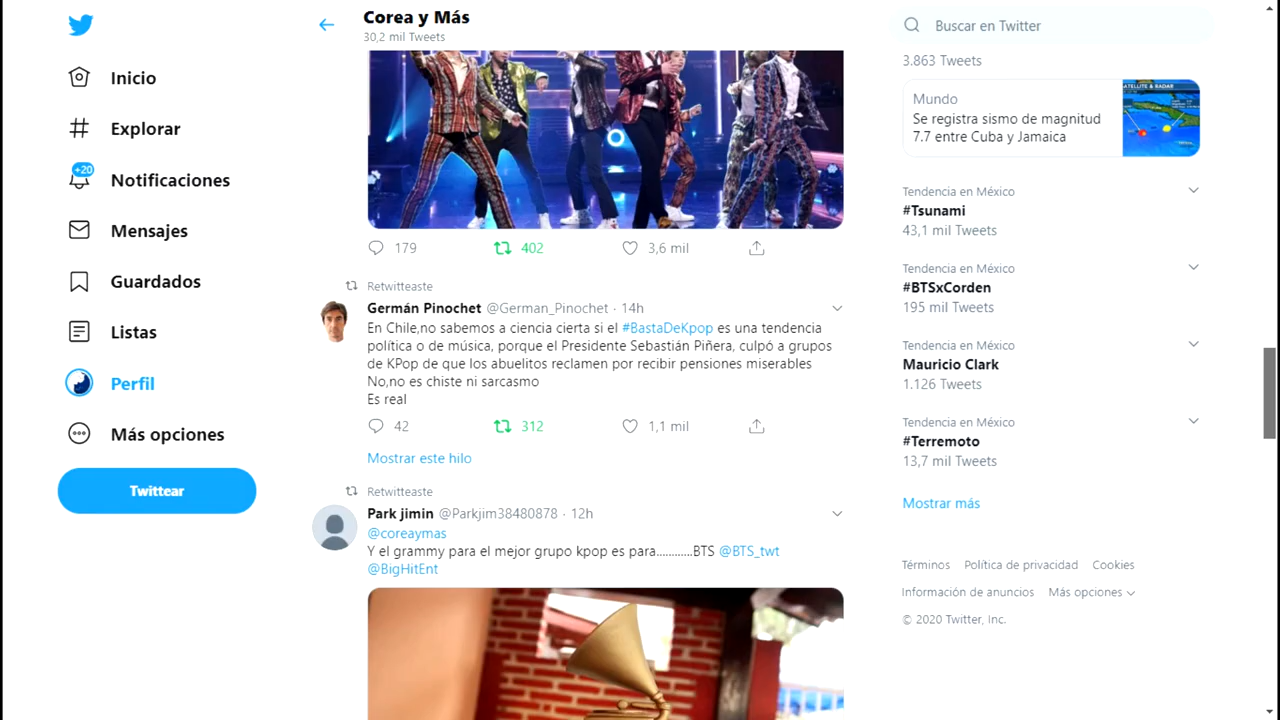 Corea y Más
30,2 mil Tweets
Inicio
Explorar
+20
Notificaciones
Mensajes
Guardados
Listas
Perfil
Más opciones
Twittear
179
402
3,6 mil
Retwitteaste
Germán Pinochet @German_Pinochet · 14h
En Chile,no sabemos a ciencia cierta si el #BastaDeKpop es una tendencia
política o de música, porque el Presidente Sebastián Piñera, culpó a grupos
de KPop de que los abuelitos reclamen por recibir pensiones miserables
No,no es chiste ni sarcasmo
Es real
42
312
1,1 mil
Mostrar este hilo
Retwitteaste
Park jimin @Parkjim38480878 · 12h
@coreaymas
Y el grammy para el mejor grupo kpop es para............BTS @BTS_twt
@BigHitEnt
Buscar en Twitter
3.863 Tweets
Mundo
Se registra sismo de magnitud
7.7 entre Cuba y Jamaica
SATELLITE & RADAR
Tendencia en México
#Tsunami
43,1 mil Tweets
Tendencia en México
#BTSxCorden
195 mil Tweets
Tendencia en México
Mauricio Clark
1.126 Tweets
Tendencia en México
#Terremoto
13,7 mil Tweets
Mostrar más
Términos Política de privacidad Cookies
Información de anuncios Más opciones
© 2020 Twitter, Inc.